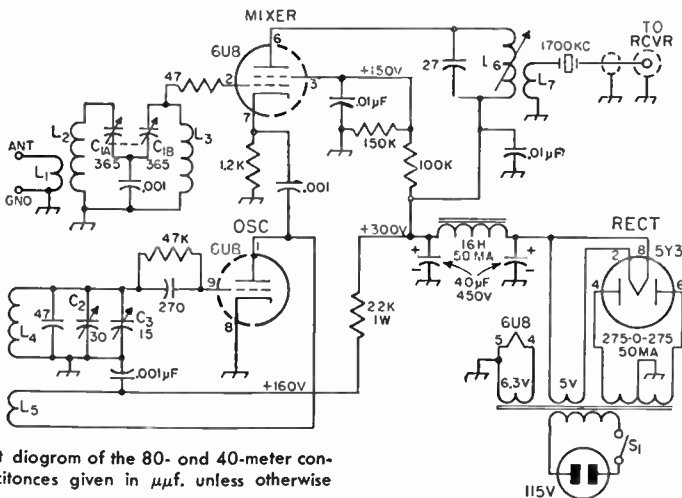 MIXER
6U8
6
2
3
7
47
+150V
.01µF
150K
100K
27
L6
L7
1700KC
TO
RCVR
.01µF
L2
C1A
365
C1B
365
L3
ANT
L1
GND
.001
1.2K
.001
OSC
6U8
1
9
8
47K
270
L4
47
C2
30
C3
15
.001µF
L5
+160V
22K
1W
+300V
16H
50 MA
+
-
+
-
40µF
450V
RECT
5Y3
2
8
4
6
275-0-275
50MA
6U8
5
4
6.3V
5V
S1
115V
t diogrom of the 80- ond 40-meter con-
citonces given in µµf. unless otherwise